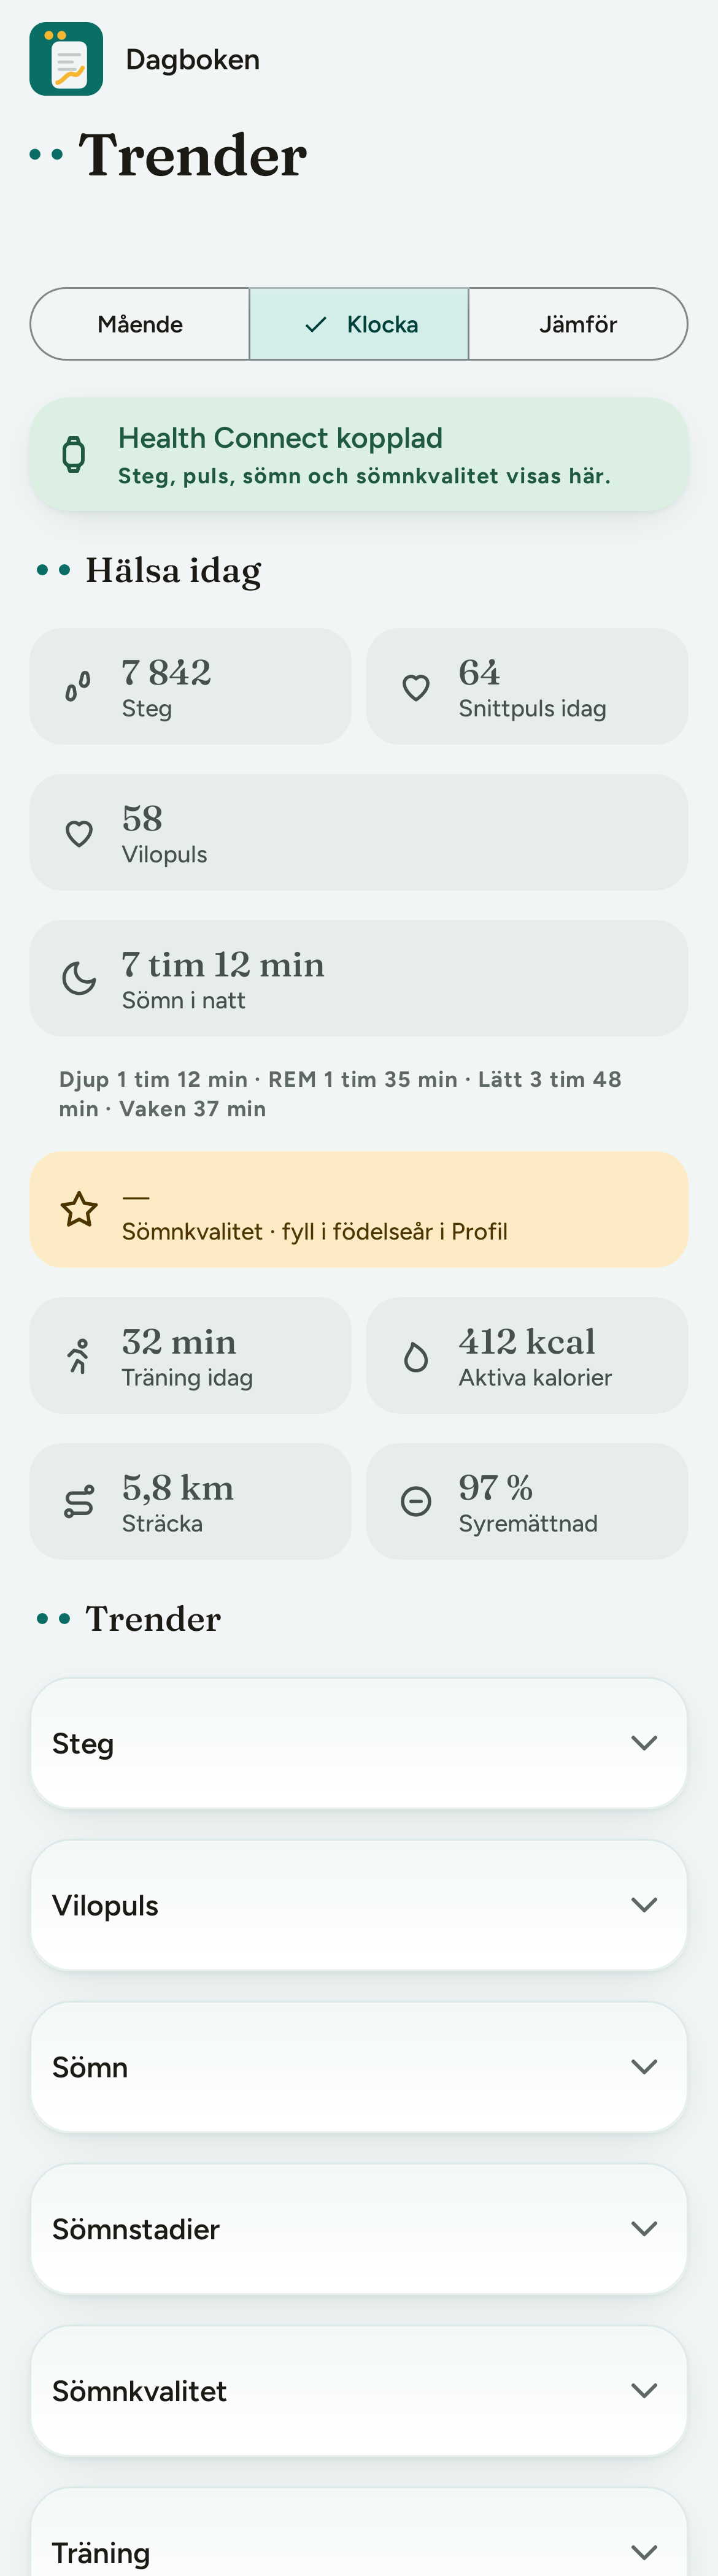 Dagboken
Trender
Mående
Klocka
Jämför
Health Connect kopplad
Steg, puls, sömn och sömnkvalitet visas här.
Hälsa idag
7 842
Steg
64
Snittpuls idag
58
Vilopuls
7 tim 12 min
Sömn i natt
Djup 1 tim 12 min · REM 1 tim 35 min · Lätt 3 tim 48
min · Vaken 37 min
—
Sömnkvalitet · fyll i födelseår i Profil
32 min
Träning idag
412 kcal
Aktiva kalorier
5,8 km
Sträcka
97 %
Syremättnad
Trender
Steg
Vilopuls
Sömn
Sömnstadier
Sömnkvalitet
Träning